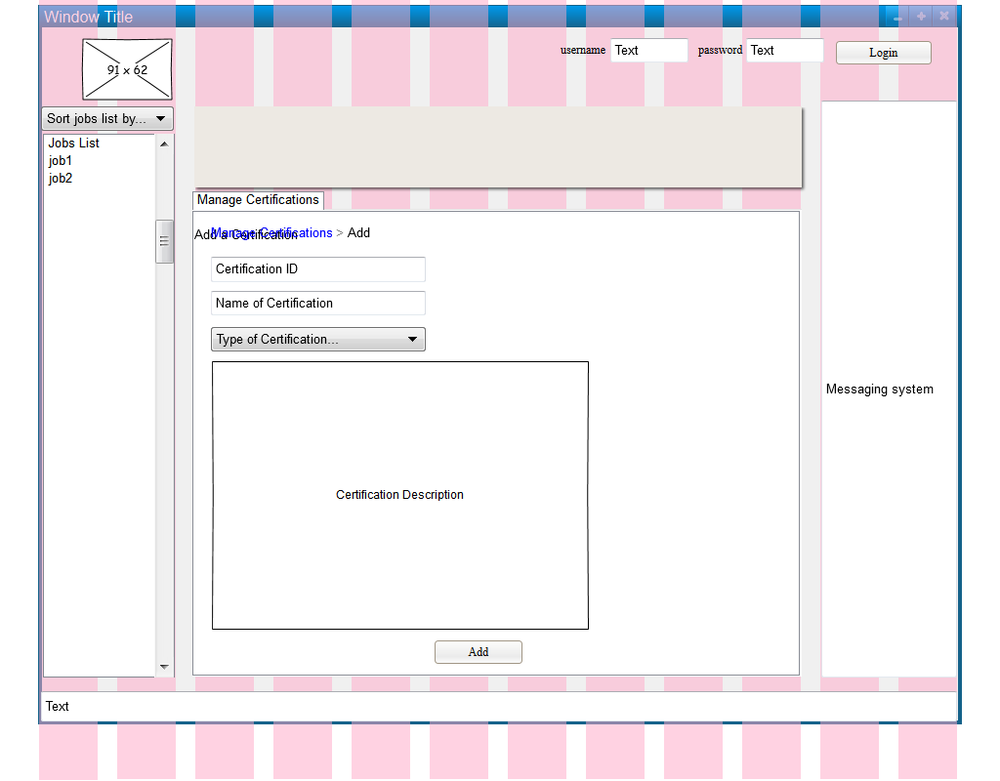 Window Title
91 x 62
username Text password Text Login
Sort jobs list by...
Jobs List
job1
job2
Manage Certifications
Manage Certifications > Add
Add a Certification
Certification ID
Name of Certification
Type of Certification...
Certification Description
Add
Messaging system
Text